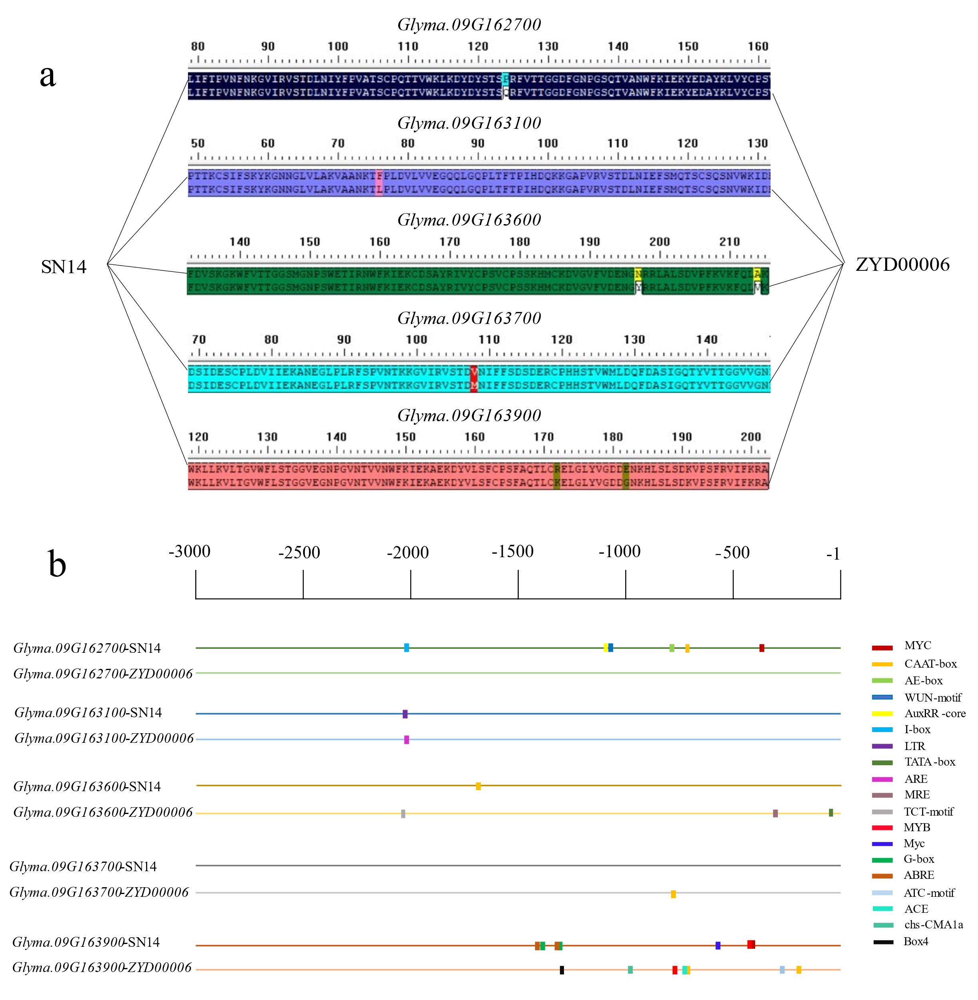 Glyma.09G162700
80 90 100 110 120 130 140 150 160
a
LIFTPVNFNKGVIRVSTDLNIYFPVATSCPQTTVWKLKDYDYSTSPRFVTTGGDFGNPGSQTVANWFKIEKYEDAYKLVYCPS
LIFTPVNFNKGVIRVSTDLNIYFPVATSCPQTTVWKLKDYDYSTSQRFVTTGGDFGNPGSQTVANWFKIEKYEDAYKLVYCPS
Glyma.09G163100
50 60 70 80 90 100 110 120 130
PTTKCSIFSKYKGNNGLVLAKVAANKTFPLDVLVVEGQQLGQPLTFTPIHDQKKGAPVRVSTDLNIEFSMQTSCSQSNVWKID
PTTKCSIFSKYKGNNGLVLAKVAANKTLPLDVLVVEGQQLGQPLTFTPIHDQKKGAPVRVSTDLNIEFSMQTSCSQSNVWKID
Glyma.09G163600
140 150 160 170 180 190 200 210
SN14
ZYD00006
FDVSKGKWFVTTGGSMGNPSWETIRNWFKIEKCDSAYRIVYCPSVCPSSKHMCKDVGVFVDENGNRRLALSDVPFKVKFQLAK
FDVSKGKWFVTTGGSMGNPSWETIRNWFKIEKCDSAYRIVYCPSVCPSSKHMCKDVGVFVDENGYRRLALSDVPFKVKFQLVK
Glyma.09G163700
70 80 90 100 110 120 130 140
DSIDESCPLDVIIEKANEGLPLRFSPVNTKKGVIRVSTDVNIFFSDSDERCPHHSTVWMLDQFDASIGQTYVTTGGVVGN
DSIDESCPLDVIIEKANEGLPLRFSPVNTKKGVIRVSTDMNIFFSDSDERCPHHSTVWMLDQFDASIGQTYVTTGGVVGN
Glyma.09G163900
120 130 140 150 160 170 180 190 200
WKLLKVLTGVWFLSTGGVEGNPGVNTVVNWFKIEKAEKDYVLSFCPSFAQTLCRELGLYVGDDENKHLSLSDKVPSFRVIFKRA
WKLLKVLTGVWFLSTGGVEGNPGVNTVVNWFKIEKAEKDYVLSFCPSFAQTLCKELGLYVGDDGNKHLSLSDKVPSFRVIFKRA
b
-3000 -2500 -2000 -1500 -1000 -500 -1
Glyma.09G162700-SN14
Glyma.09G162700-ZYD00006
Glyma.09G163100-SN14
Glyma.09G163100-ZYD00006
Glyma.09G163600-SN14
Glyma.09G163600-ZYD00006
Glyma.09G163700-SN14
Glyma.09G163700-ZYD00006
Glyma.09G163900-SN14
Glyma.09G163900-ZYD00006
MYC
CAAT-box
AE-box
WUN-motif
AuxRR-core
I-box
LTR
TATA-box
ARE
MRE
TCT-motif
MYB
Myc
G-box
ABRE
ATC-motif
ACE
chs-CMA1a
Box4